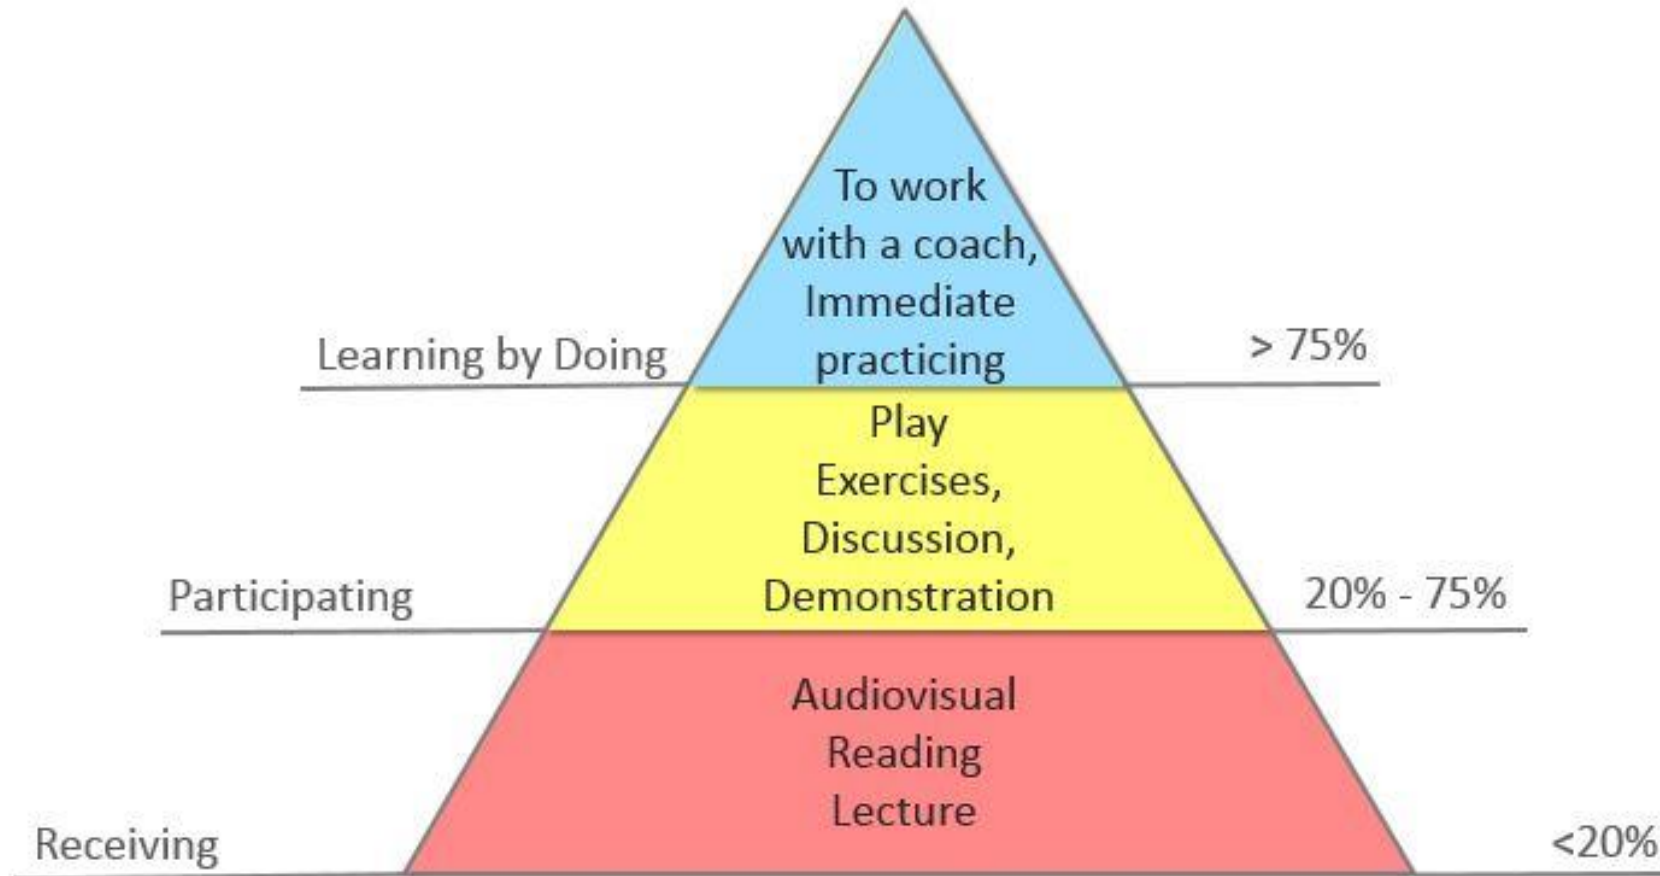 To work
with a coach,
Immediate
practicing
Learning by Doing
> 75%
Play
Exercises,
Discussion,
Demonstration
Participating
20% - 75%
Audiovisual
Reading
Lecture
Receiving
<20%